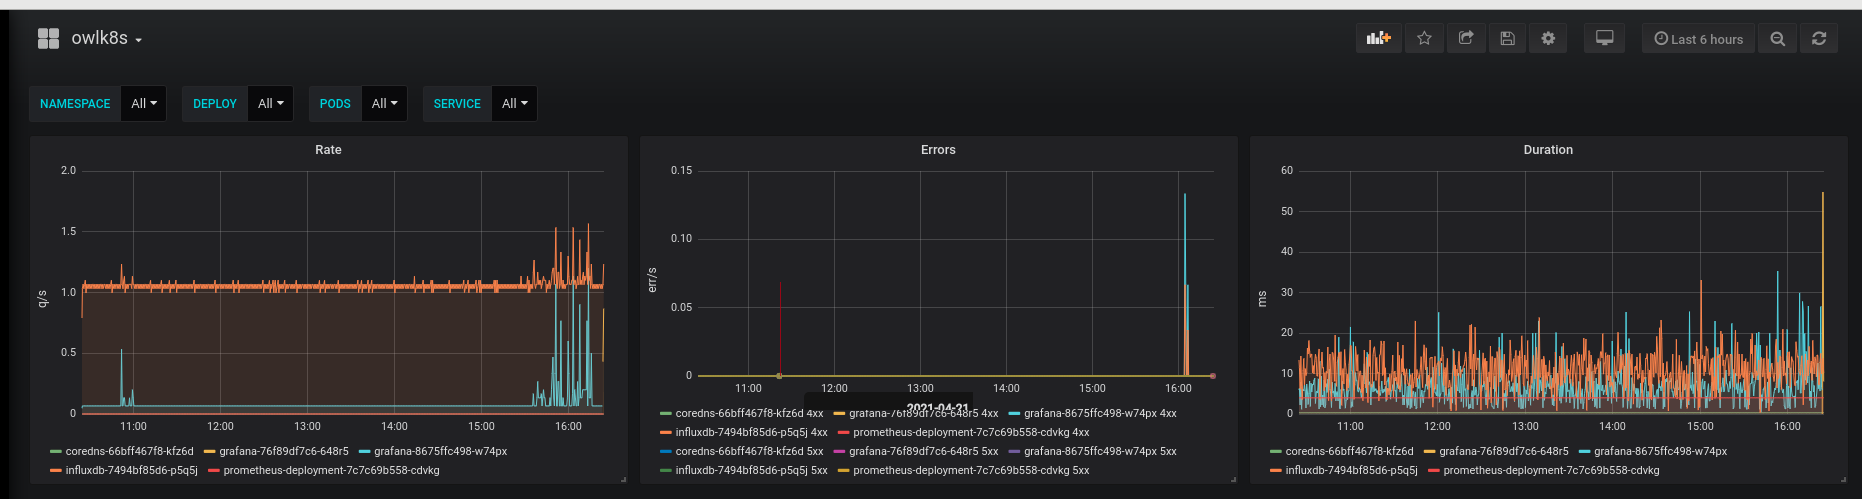 owlk8s
Last 6 hours
NAMESPACE All DEPLOY All PODS All SERVICE All
Rate
2.0
1.5
1.0
0.5
0
q/s
11:00 12:00 13:00 14:00 15:00 16:00
coredns-66bff467f8-kfz6d grafana-76f89df7c6-648r5 grafana-8675ffc498-w74px
influxdb-7494bf85d6-p5q5j prometheus-deployment-7c7c69b558-cdvkg
Errors
0.15
0.10
0.05
0
err/s
11:00 12:00 13:00 14:00 15:00 16:00
2021-04-21
coredns-66bff467f8-kfz6d 4xx grafana-76f89df7c6-648r5 4xx grafana-8675ffc498-w74px 4xx
influxdb-7494bf85d6-p5q5j 4xx prometheus-deployment-7c7c69b558-cdvkg 4xx
coredns-66bff467f8-kfz6d 5xx grafana-76f89df7c6-648r5 5xx grafana-8675ffc498-w74px 5xx
influxdb-7494bf85d6-p5q5j 5xx prometheus-deployment-7c7c69b558-cdvkg 5xx
Duration
60
50
40
30
20
10
0
ms
11:00 12:00 13:00 14:00 15:00 16:00
coredns-66bff467f8-kfz6d grafana-76f89df7c6-648r5 grafana-8675ffc498-w74px
influxdb-7494bf85d6-p5q5j prometheus-deployment-7c7c69b558-cdvkg